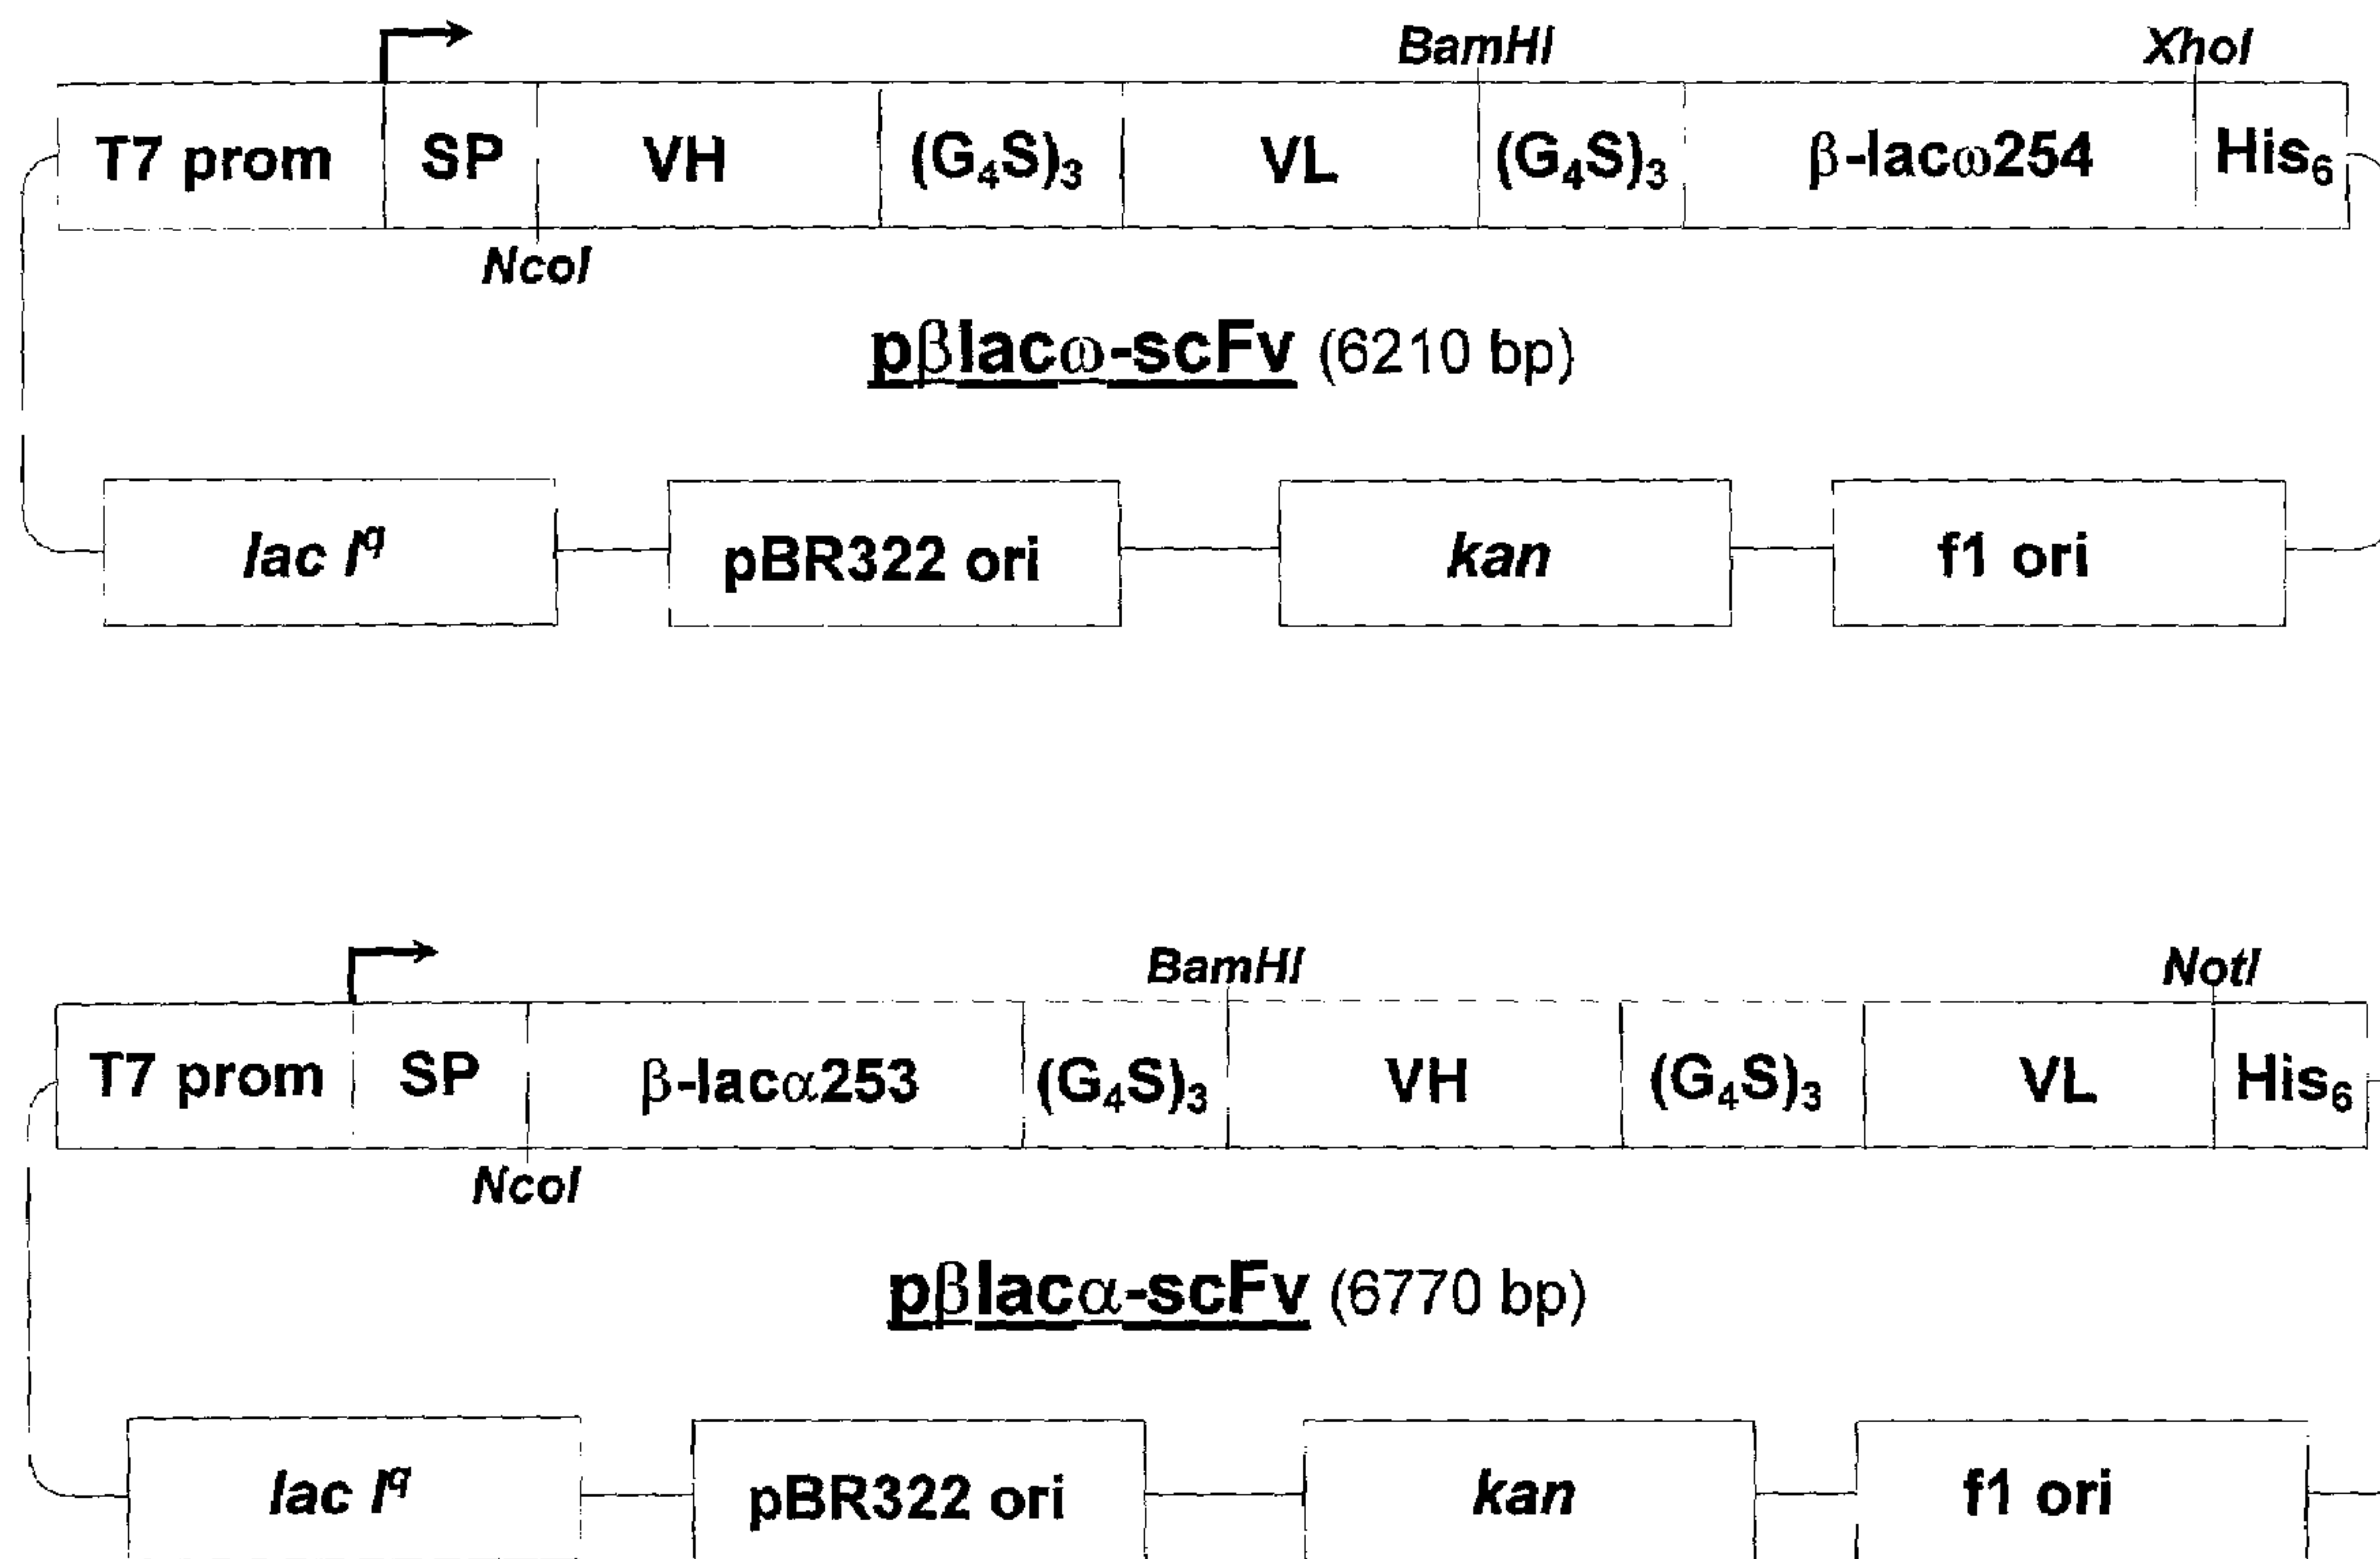 BamHI XhoI
T7 prom SP VH (G₄S)₃ VL (G₄S)₃ β-lacω254 His₆
NcoI
pβlacω-scFv (6210 bp)
lac Iq pBR322 ori kan f1 ori
BamHI NotI
T7 prom SP β-lacα253 (G₄S)₃ VH (G₄S)₃ VL His₆
NcoI
pβlacα-scFv (6770 bp)
lac Iq pBR322 ori kan f1 ori